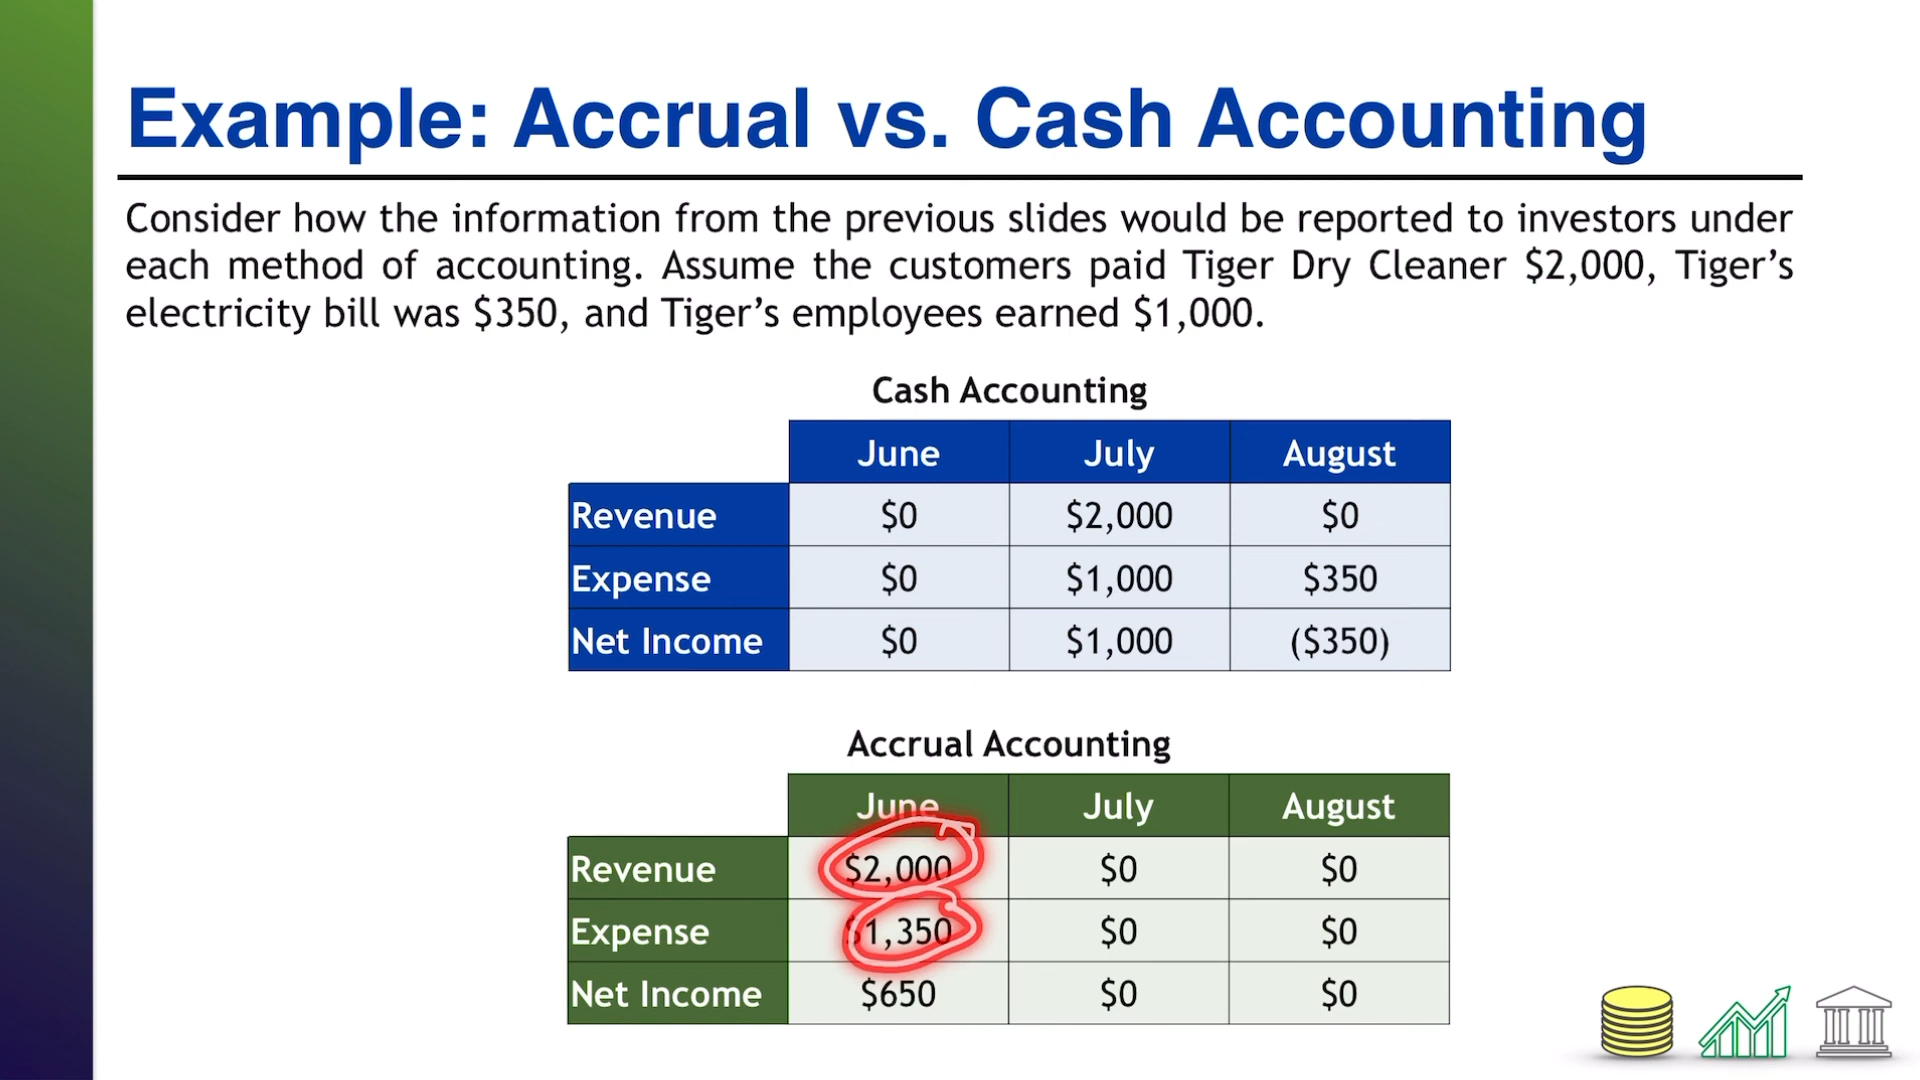 Example: Accrual vs. Cash Accounting
Consider how the information from the previous slides would be reported to investors under
each method of accounting. Assume the customers paid Tiger Dry Cleaner $2,000, Tiger’s
electricity bill was $350, and Tiger’s employees earned $1,000.
Cash Accounting
June July August
Revenue $0 $2,000 $0
Expense $0 $1,000 $350
Net Income $0 $1,000 ($350)
Accrual Accounting
June July August
Revenue $2,000 $0 $0
Expense $1,350 $0 $0
Net Income $650 $0 $0